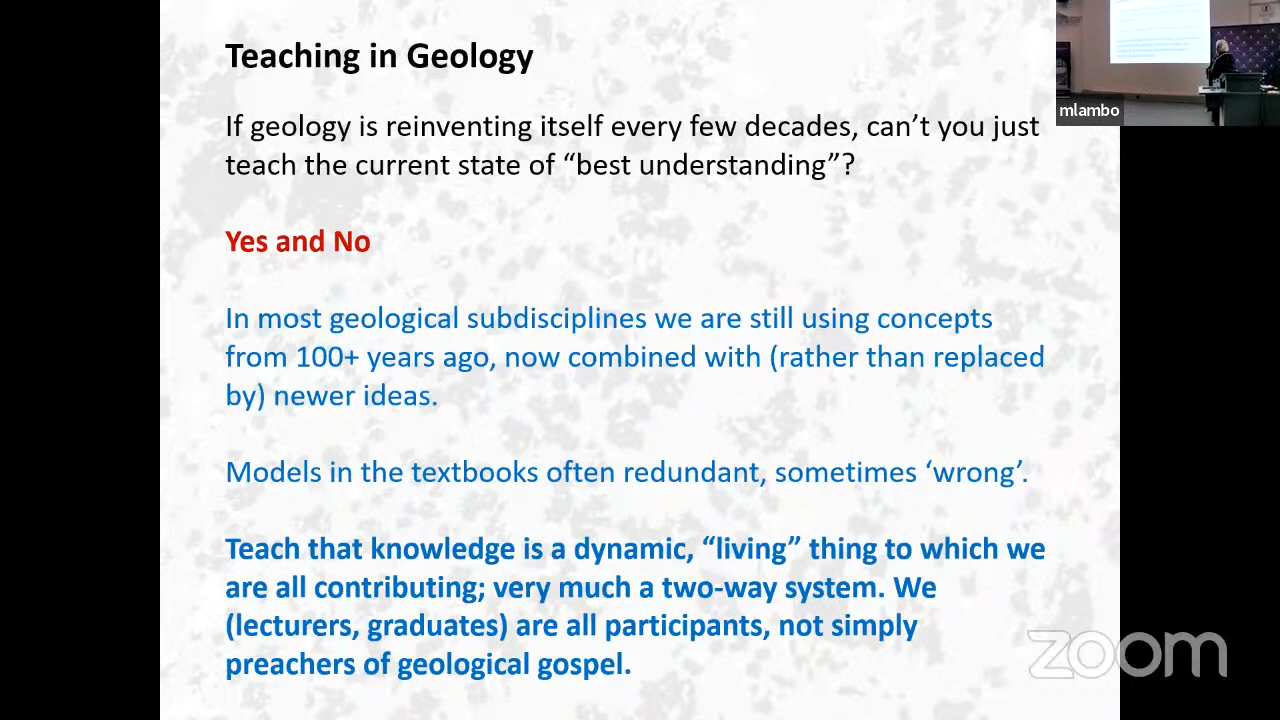 Teaching in Geology
If geology is reinventing itself every few decades, can’t you just
teach the current state of “best understanding”?
Yes and No
In most geological subdisciplines we are still using concepts
from 100+ years ago, now combined with (rather than replaced
by) newer ideas.
Models in the textbooks often redundant, sometimes ‘wrong’.
Teach that knowledge is a dynamic, “living” thing to which we
are all contributing; very much a two-way system. We
(lecturers, graduates) are all participants, not simply
preachers of geological gospel.
mlambo
zoom